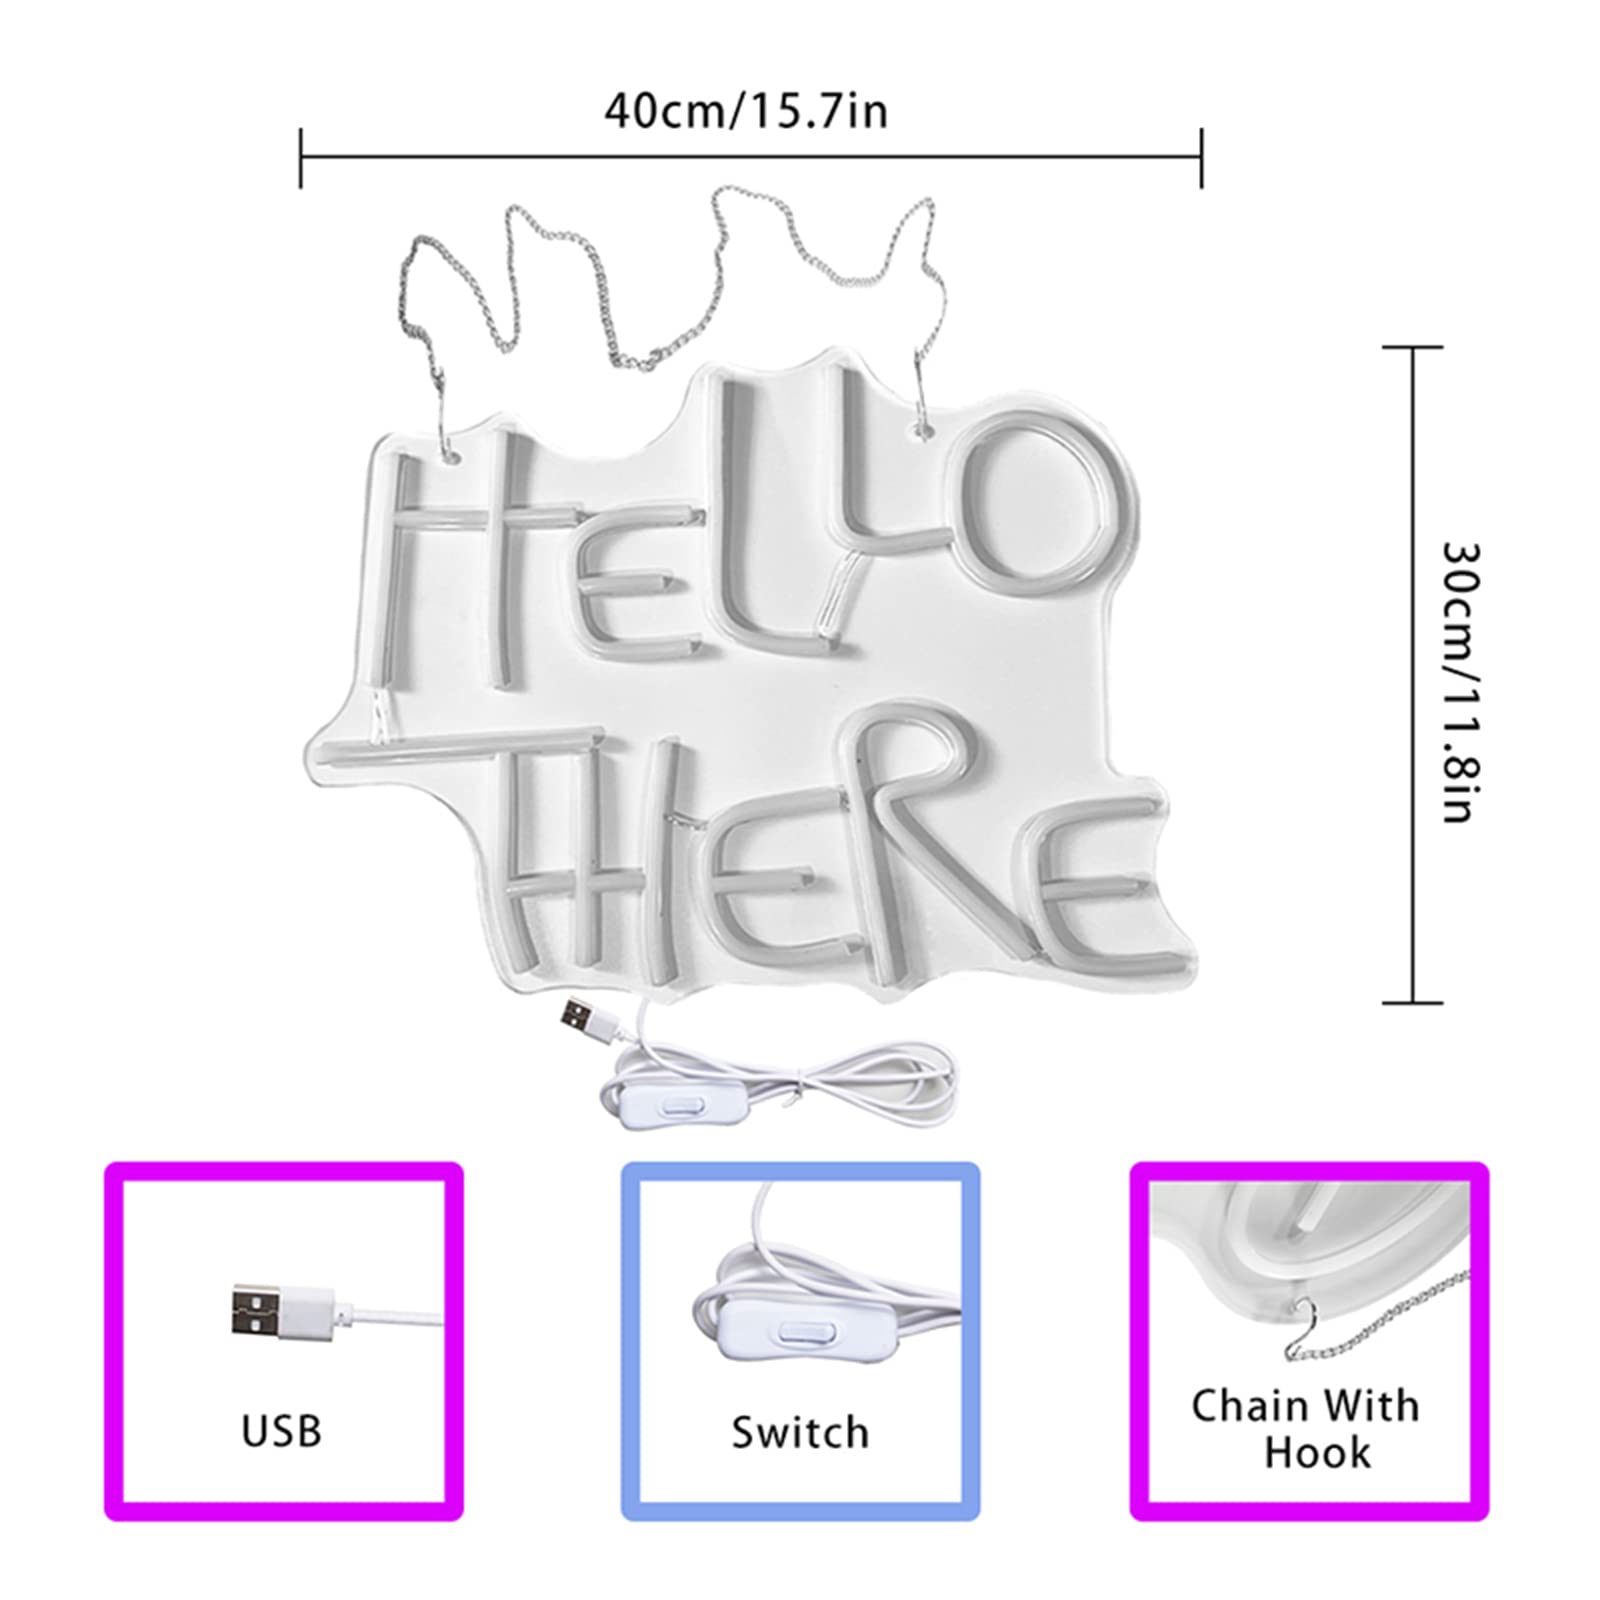 40cm/15.7in
HELLO
THERE
30cm/11.8in
USB
Switch
Chain With
Hook